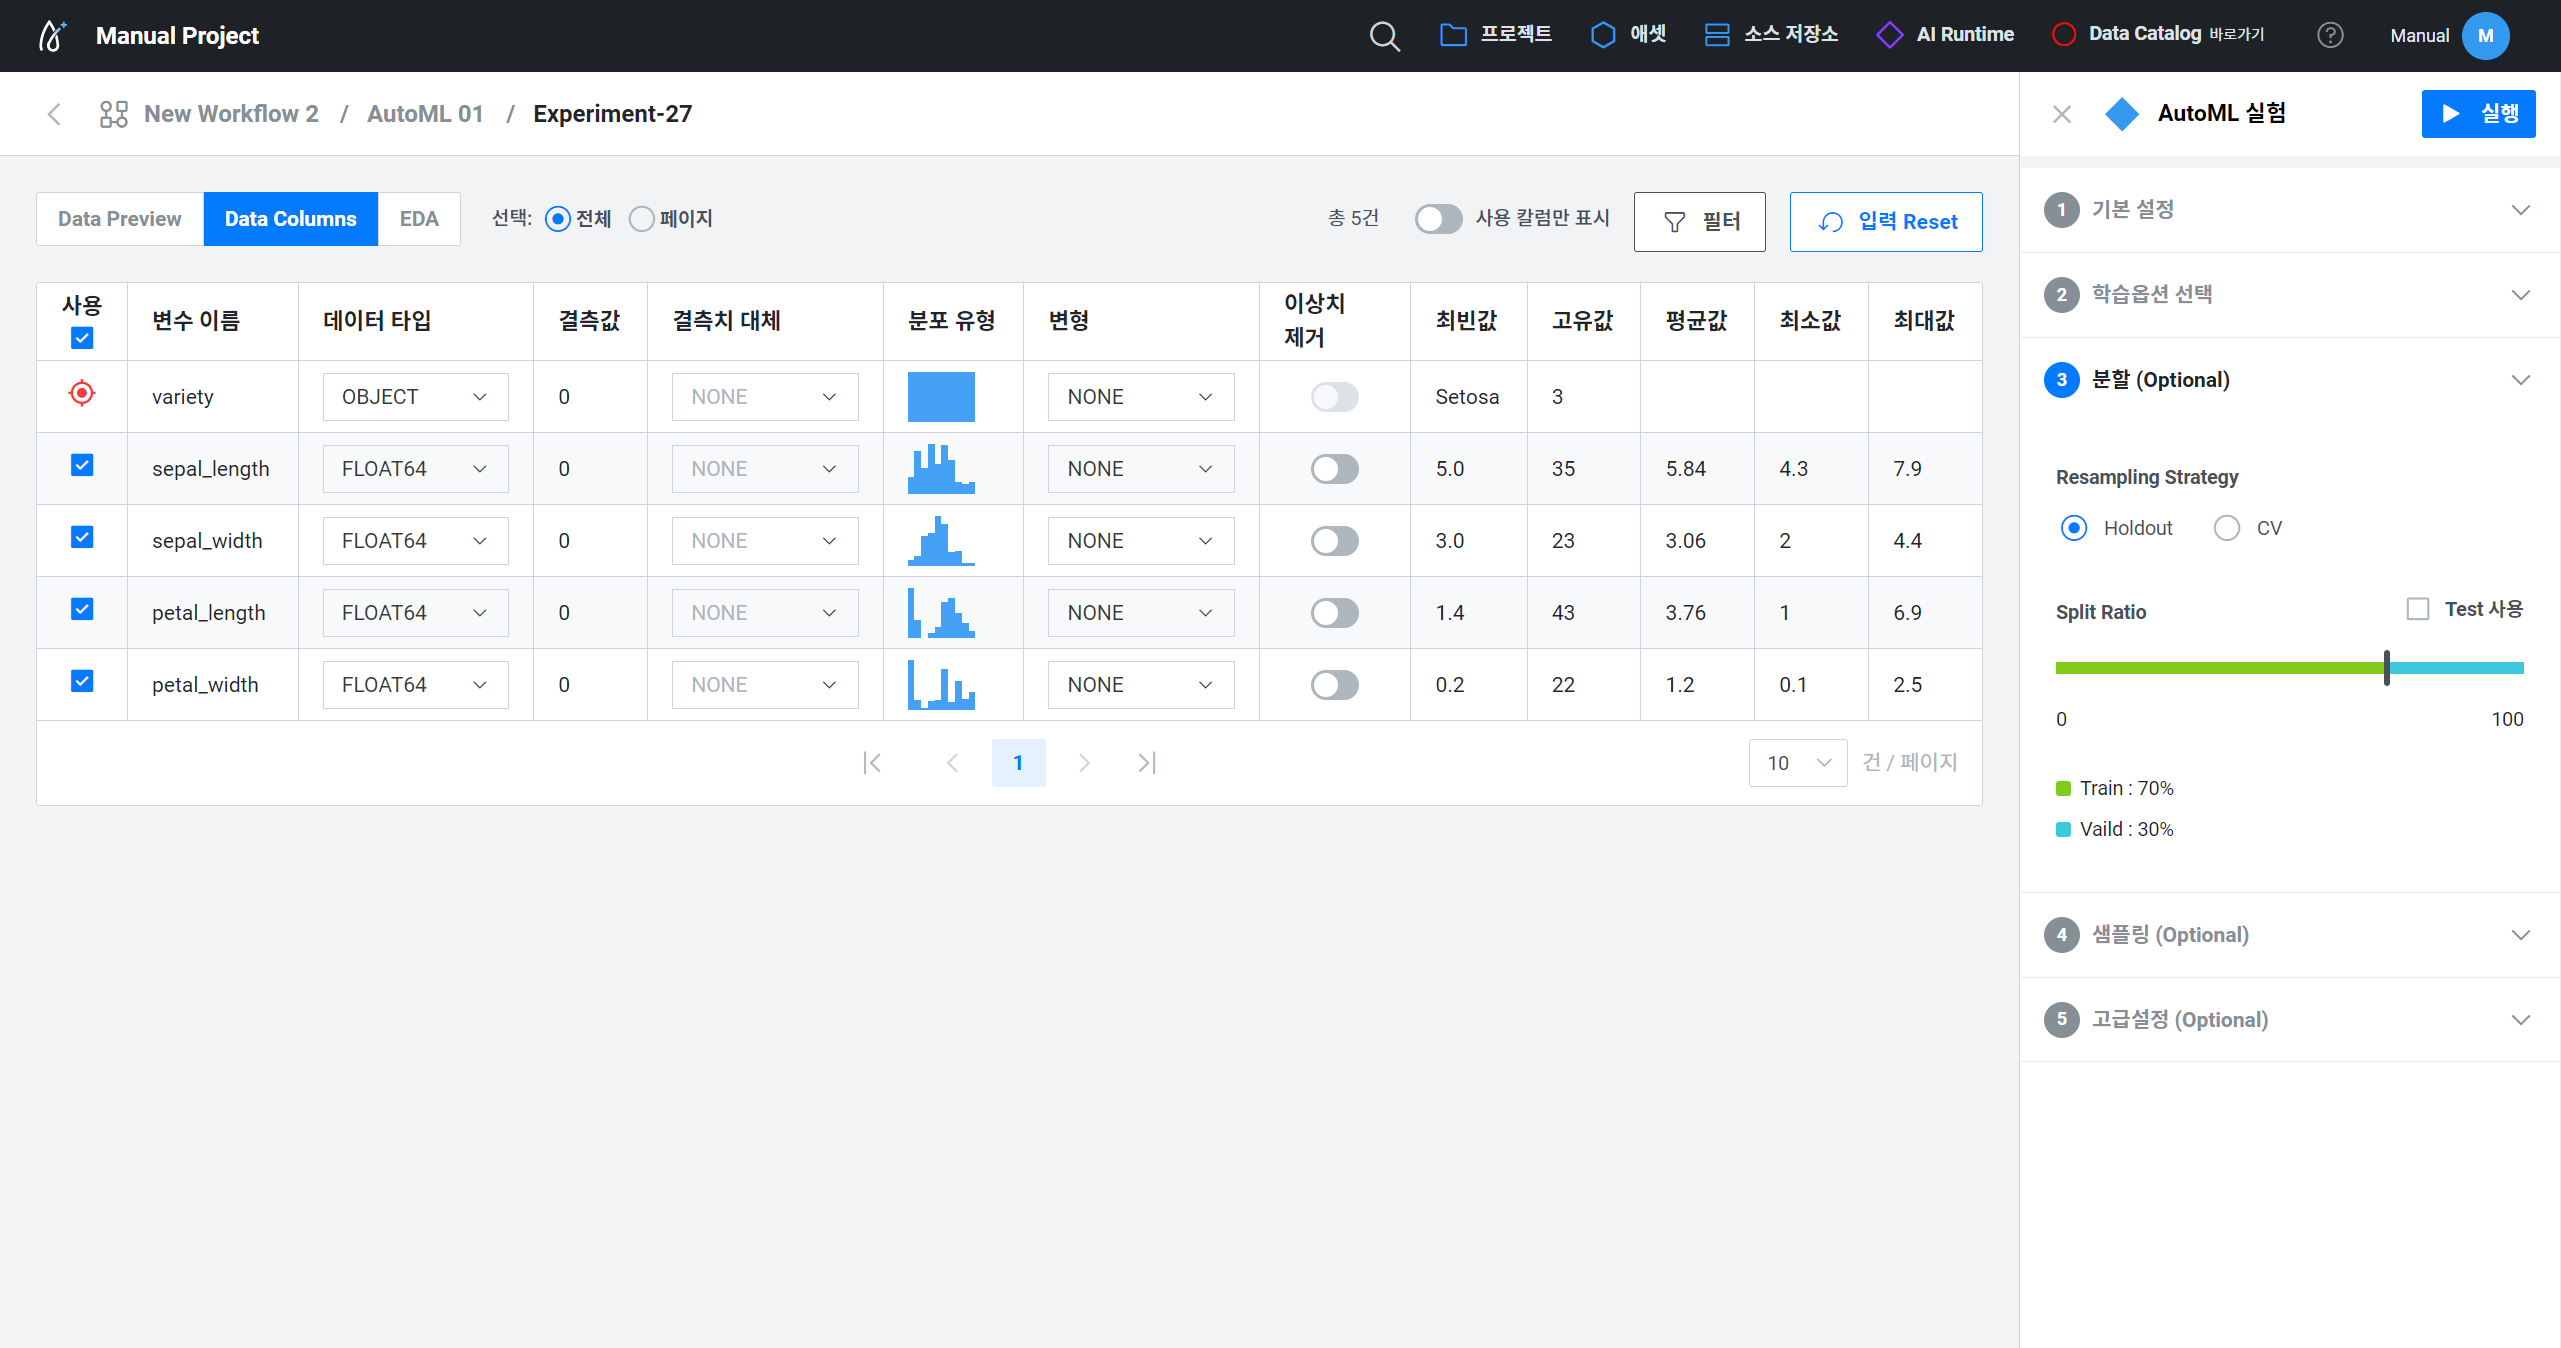 Manual Project
프로젝트
애셋
소스 저장소
AI Runtime
Data Catalog 바로가기
?
Manual
M
New Workflow 2 / AutoML 01 / Experiment-27
AutoML 실험
실행
Data Preview
Data Columns
EDA
선택: 전체 페이지
총 5건
사용 칼럼만 표시
필터
입력 Reset
사용 변수 이름 데이터 타입 결측값 결측치 대체 분포 유형 변형 이상치 제거 최빈값 고유값 평균값 최소값 최대값
variety OBJECT 0 NONE NONE Setosa 3
sepal_length FLOAT64 0 NONE NONE 5.0 35 5.84 4.3 7.9
sepal_width FLOAT64 0 NONE NONE 3.0 23 3.06 2 4.4
petal_length FLOAT64 0 NONE NONE 1.4 43 3.76 1 6.9
petal_width FLOAT64 0 NONE NONE 0.2 22 1.2 0.1 2.5
1
10 건 / 페이지
1 기본 설정
2 학습옵션 선택
3 분할 (Optional)
Resampling Strategy
Holdout CV
Split Ratio Test 사용
0 100
Train : 70%
Vaild : 30%
4 샘플링 (Optional)
5 고급설정 (Optional)